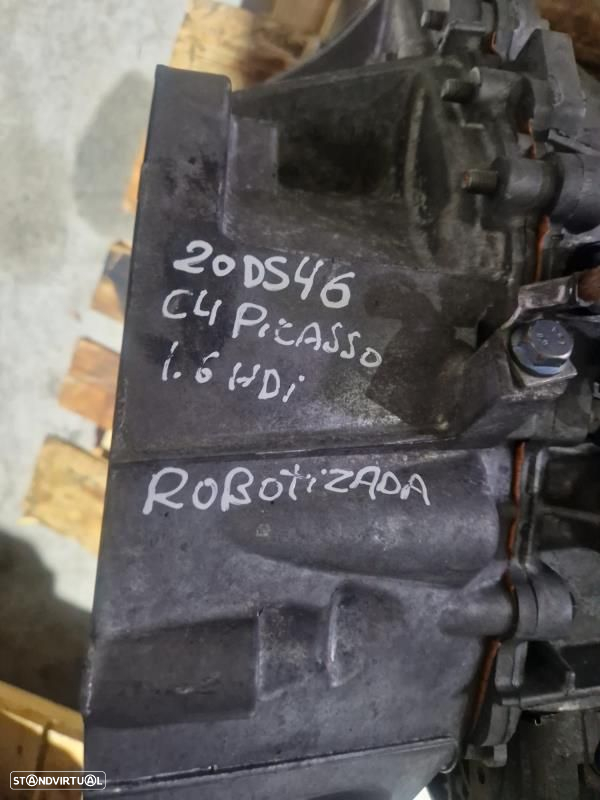 20DS46
C4 PiCASSO
1.6 HDi
ROBOTiZADA
STANDVIRTUAL